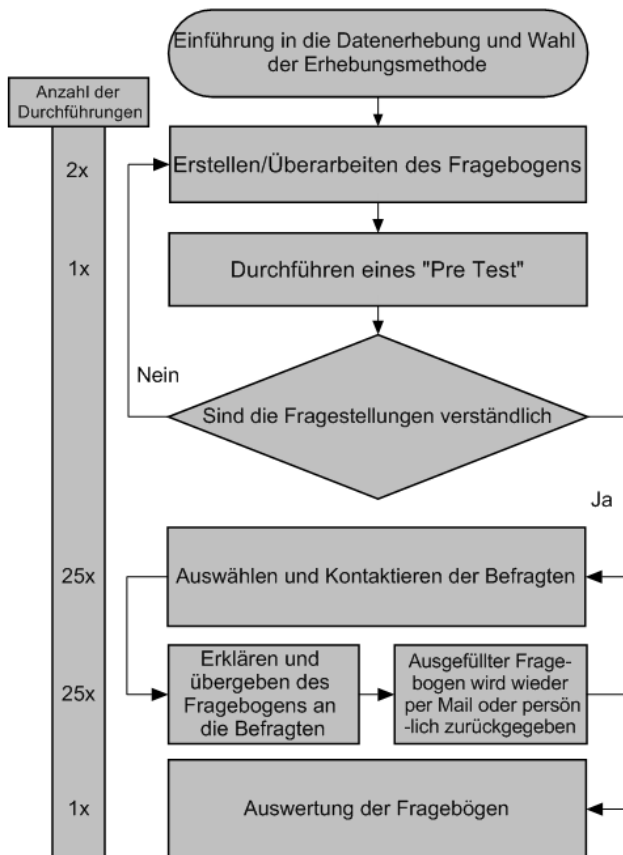 Einführung in die Datenerhebung und Wahl
der Erhebungsmethode
Anzahl der
Durchführungen
2x
Erstellen/Überarbeiten des Fragebogens
1x
Durchführen eines "Pre Test"
Nein
Sind die Fragestellungen verständlich
Ja
25x
Auswählen und Kontaktieren der Befragten
25x
Erklären und
übergeben des
Fragebogens an
die Befragten
Ausgefüllter Frage-
bogen wird wieder
per Mail oder persön
-lich zurückgegeben
1x
Auswertung der Fragebögen